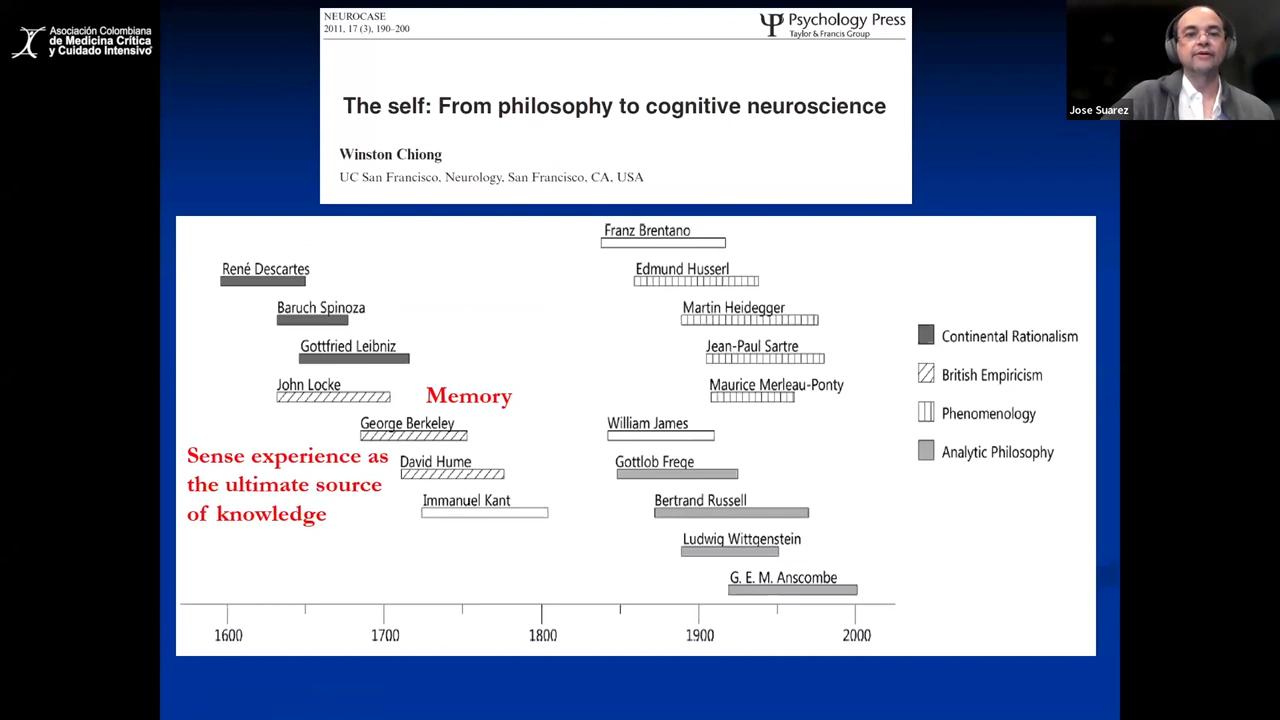 Asociación Colombiana
de Medicina Crítica
y Cuidado Intensivo
NEUROCASE
2011, 17 (3), 190–200
Psychology Press
Taylor & Francis Group
The self: From philosophy to cognitive neuroscience
Winston Chiong
UC San Francisco, Neurology, San Francisco, CA, USA
Jose Suarez
Franz Brentano
René Descartes
Edmund Husserl
Baruch Spinoza
Martin Heidegger
Gottfried Leibniz
Jean-Paul Sartre
John Locke
Memory
Maurice Merleau-Ponty
George Berkeley
William James
Sense experience as
the ultimate source
of knowledge
David Hume
Gottlob Frege
Immanuel Kant
Bertrand Russell
Ludwig Wittgenstein
G. E. M. Anscombe
Continental Rationalism
British Empiricism
Phenomenology
Analytic Philosophy
1600 1700 1800 1900 2000